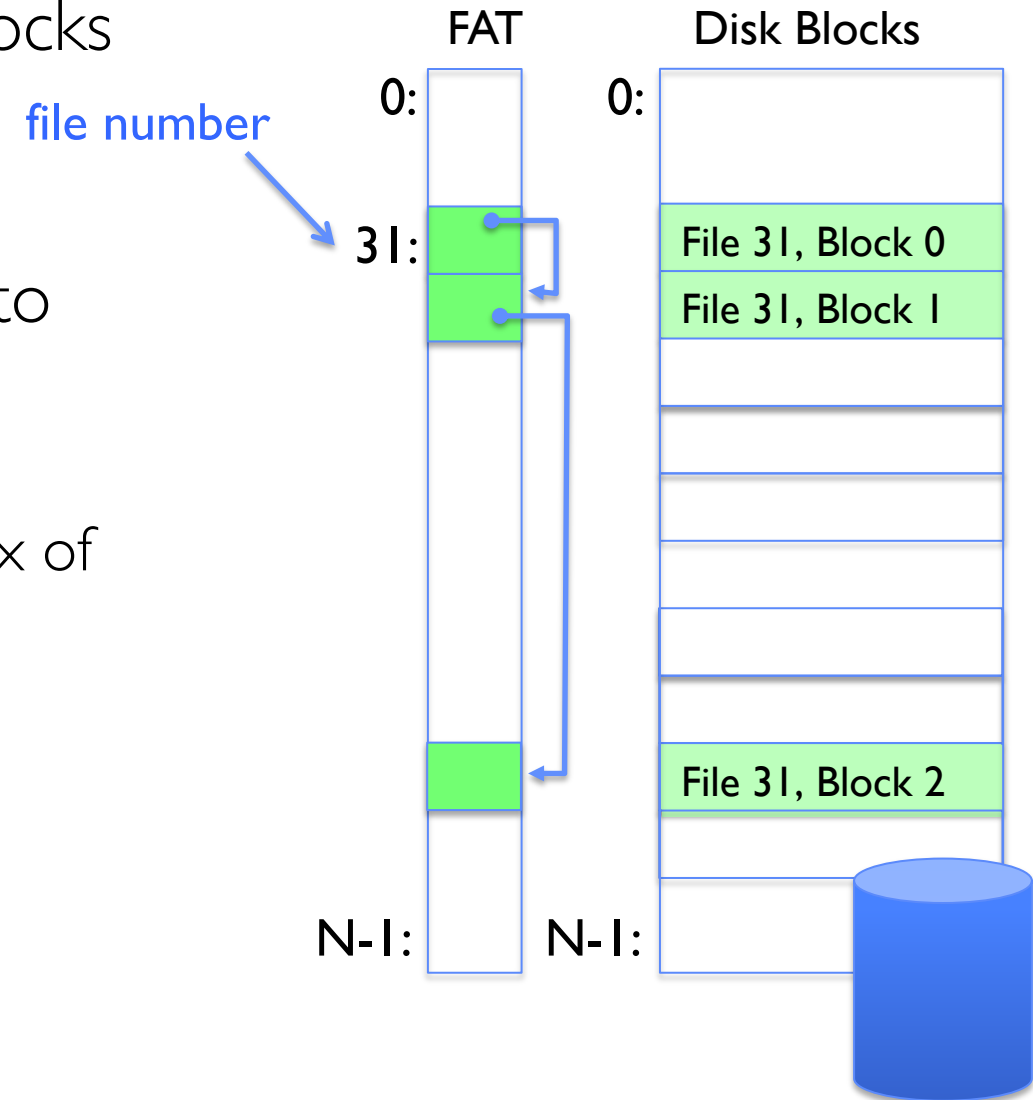 FAT Disk Blocks
0: 0:
file number
31: File 31, Block 0
to File 31, Block 1
of
File 31, Block 2
N-1: N-1: